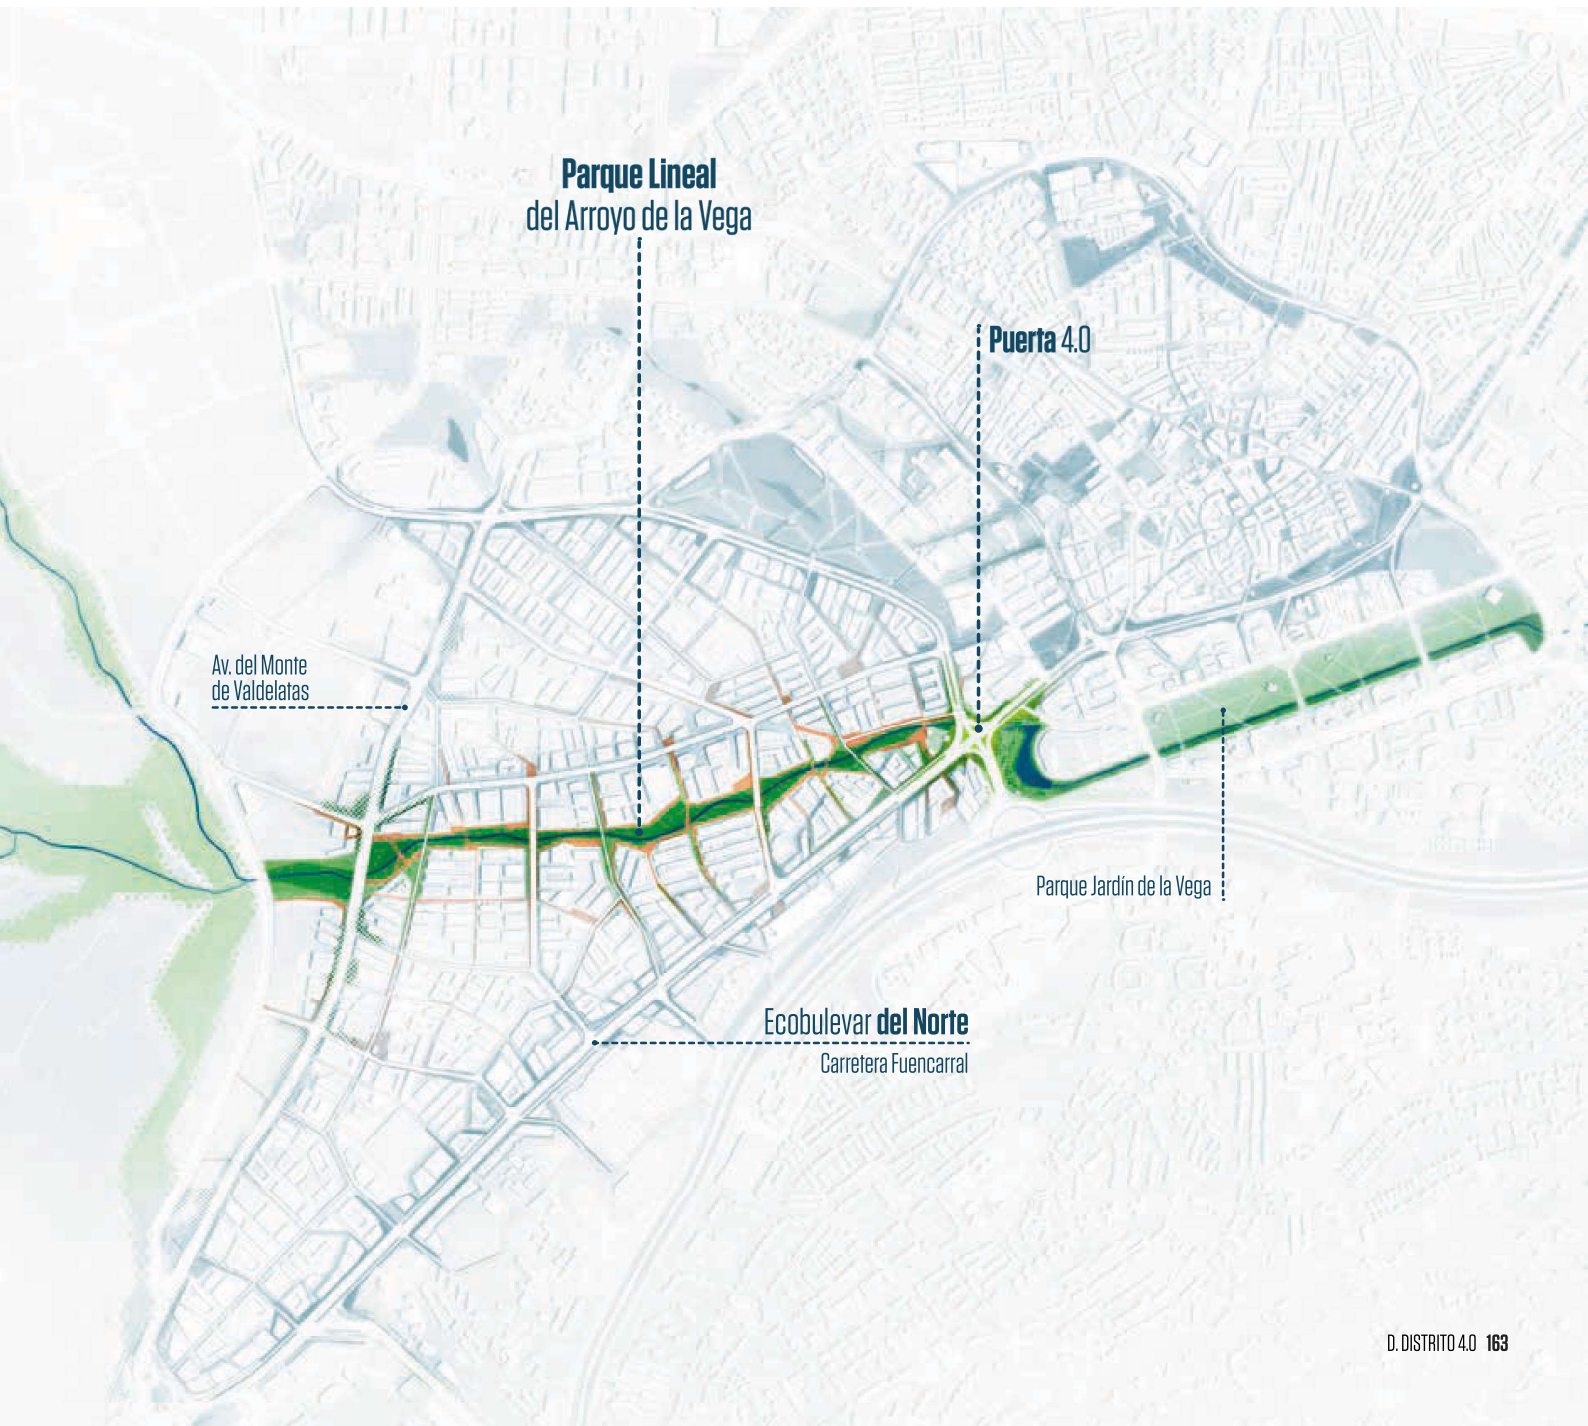 Parque Lineal
del Arroyo de la Vega
Puerta 4.0
Av. del Monte
de Valdelatas
Parque Jardín de la Vega
Ecobulevar del Norte
Carretera Fuencarral
D. DISTRITO 4.0 163